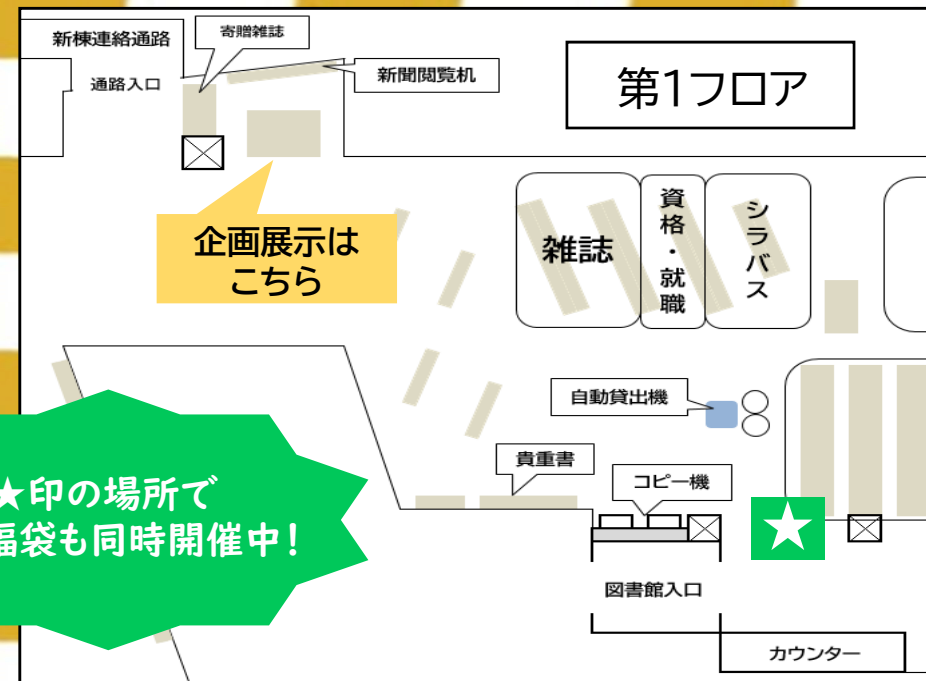 新棟連絡通路
寄贈雑誌
通路入口
新聞閲覧机
第1フロア
企画展示は
こちら
雑誌
資格・就職
シラバス
自動貸出機
貴重書
コピー機
★印の場所で
福袋も同時開催中!
★
図書館入口
カウンター